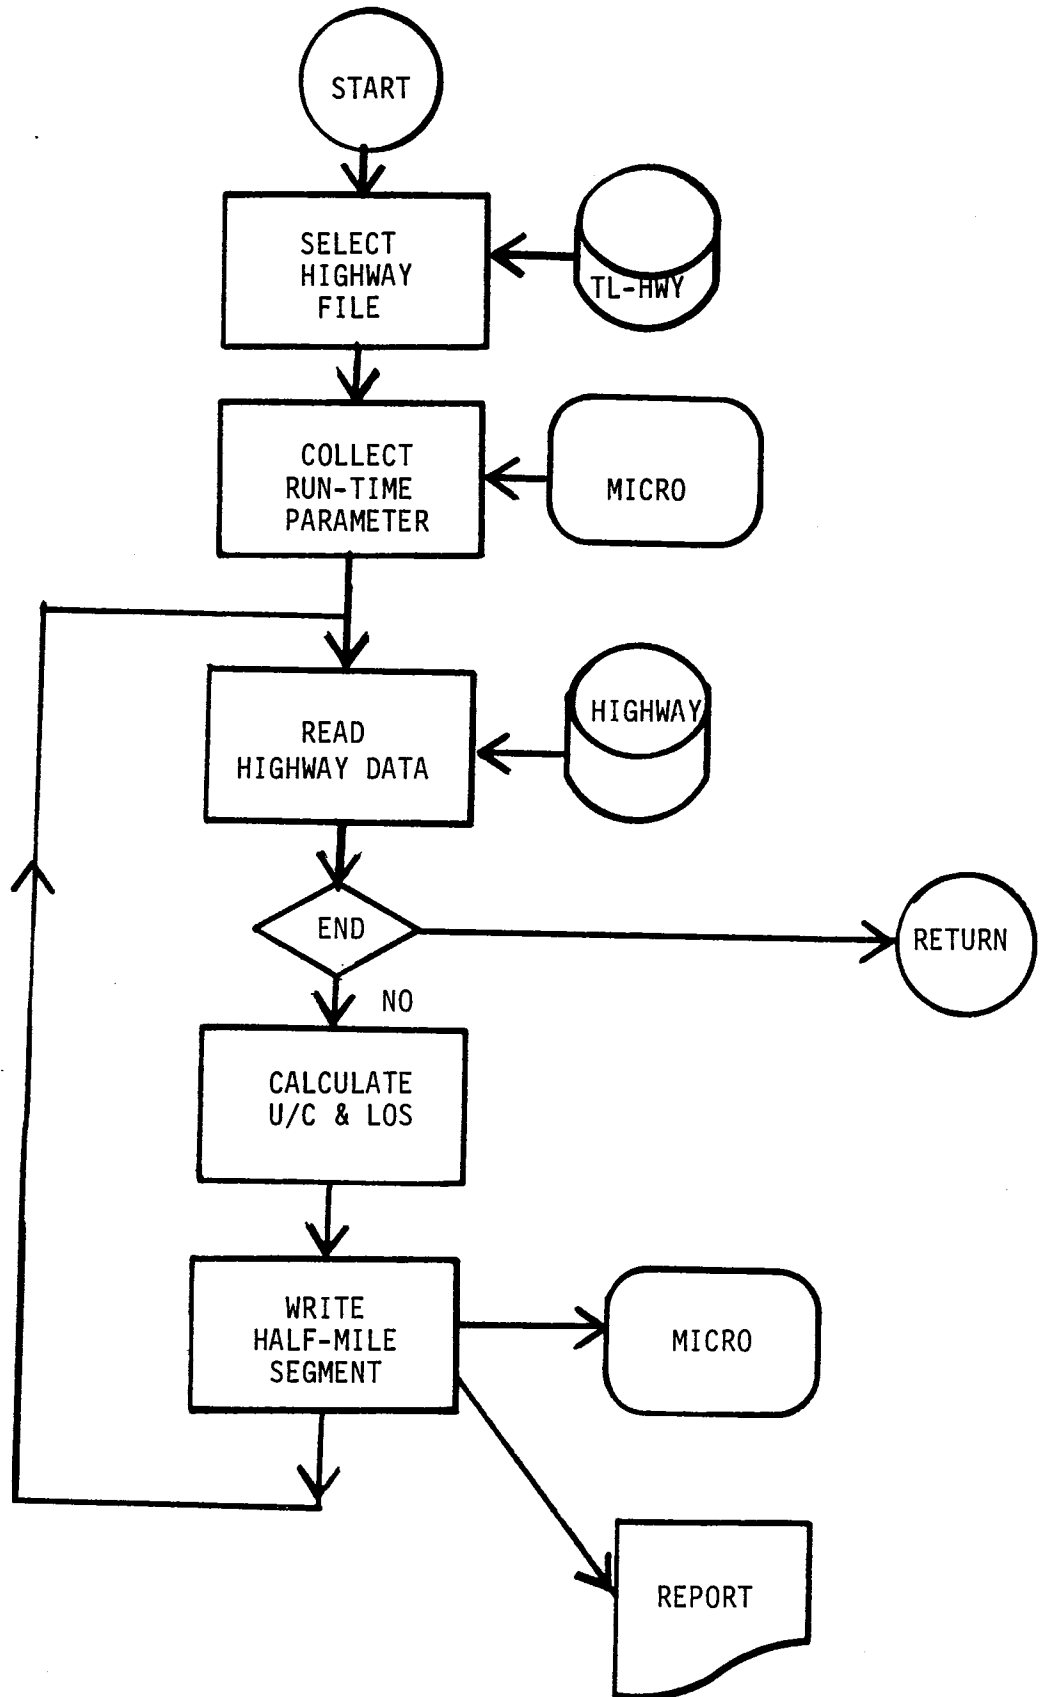 START
SELECT
HIGHWAY
FILE
TL-HWY
COLLECT
RUN-TIME
PARAMETER
MICRO
READ
HIGHWAY DATA
HIGHWAY
END
RETURN
NO
CALCULATE
U/C & LOS
WRITE
HALF-MILE
SEGMENT
MICRO
REPORT